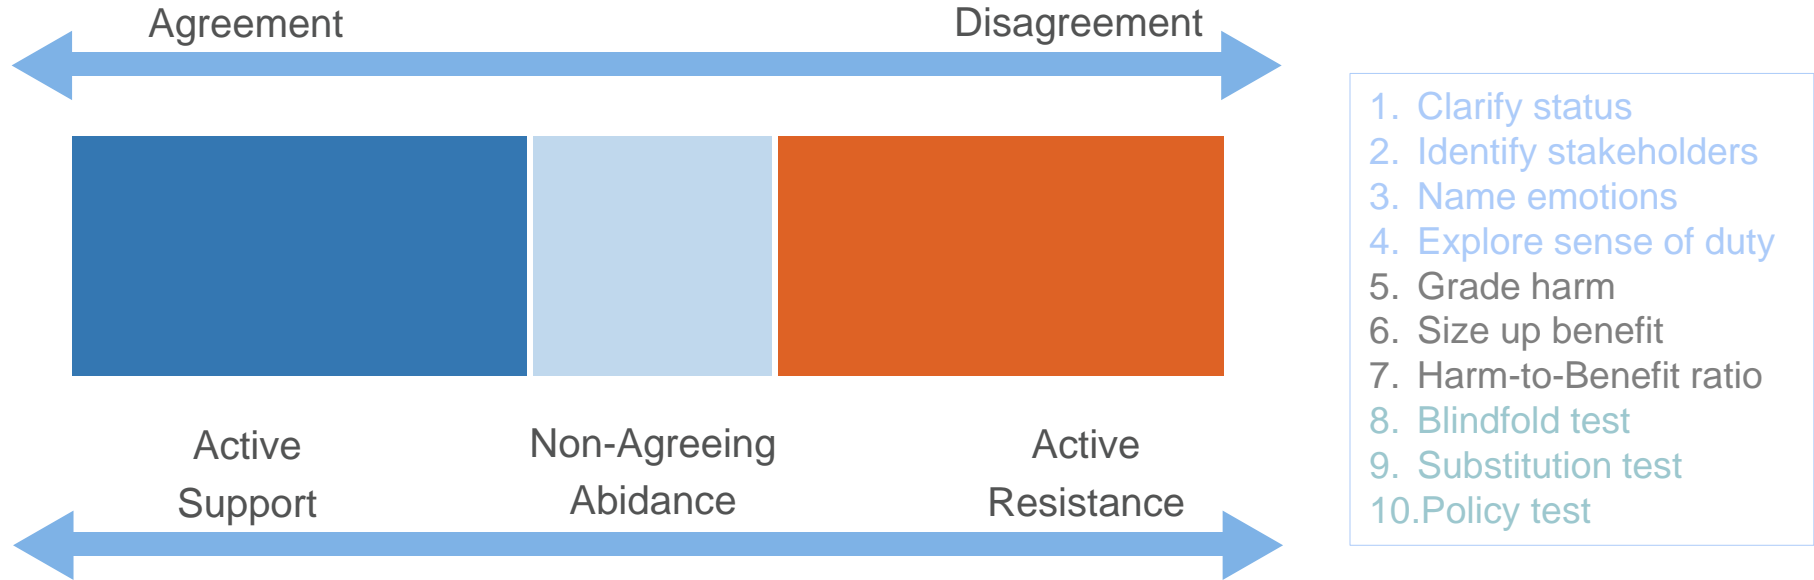 Agreement
Disagreement
Active
Support
Non-Agreeing
Abidance
Active
Resistance
1. Clarify status
2. Identify stakeholders
3. Name emotions
4. Explore sense of duty
5. Grade harm
6. Size up benefit
7. Harm-to-Benefit ratio
8. Blindfold test
9. Substitution test
10.Policy test